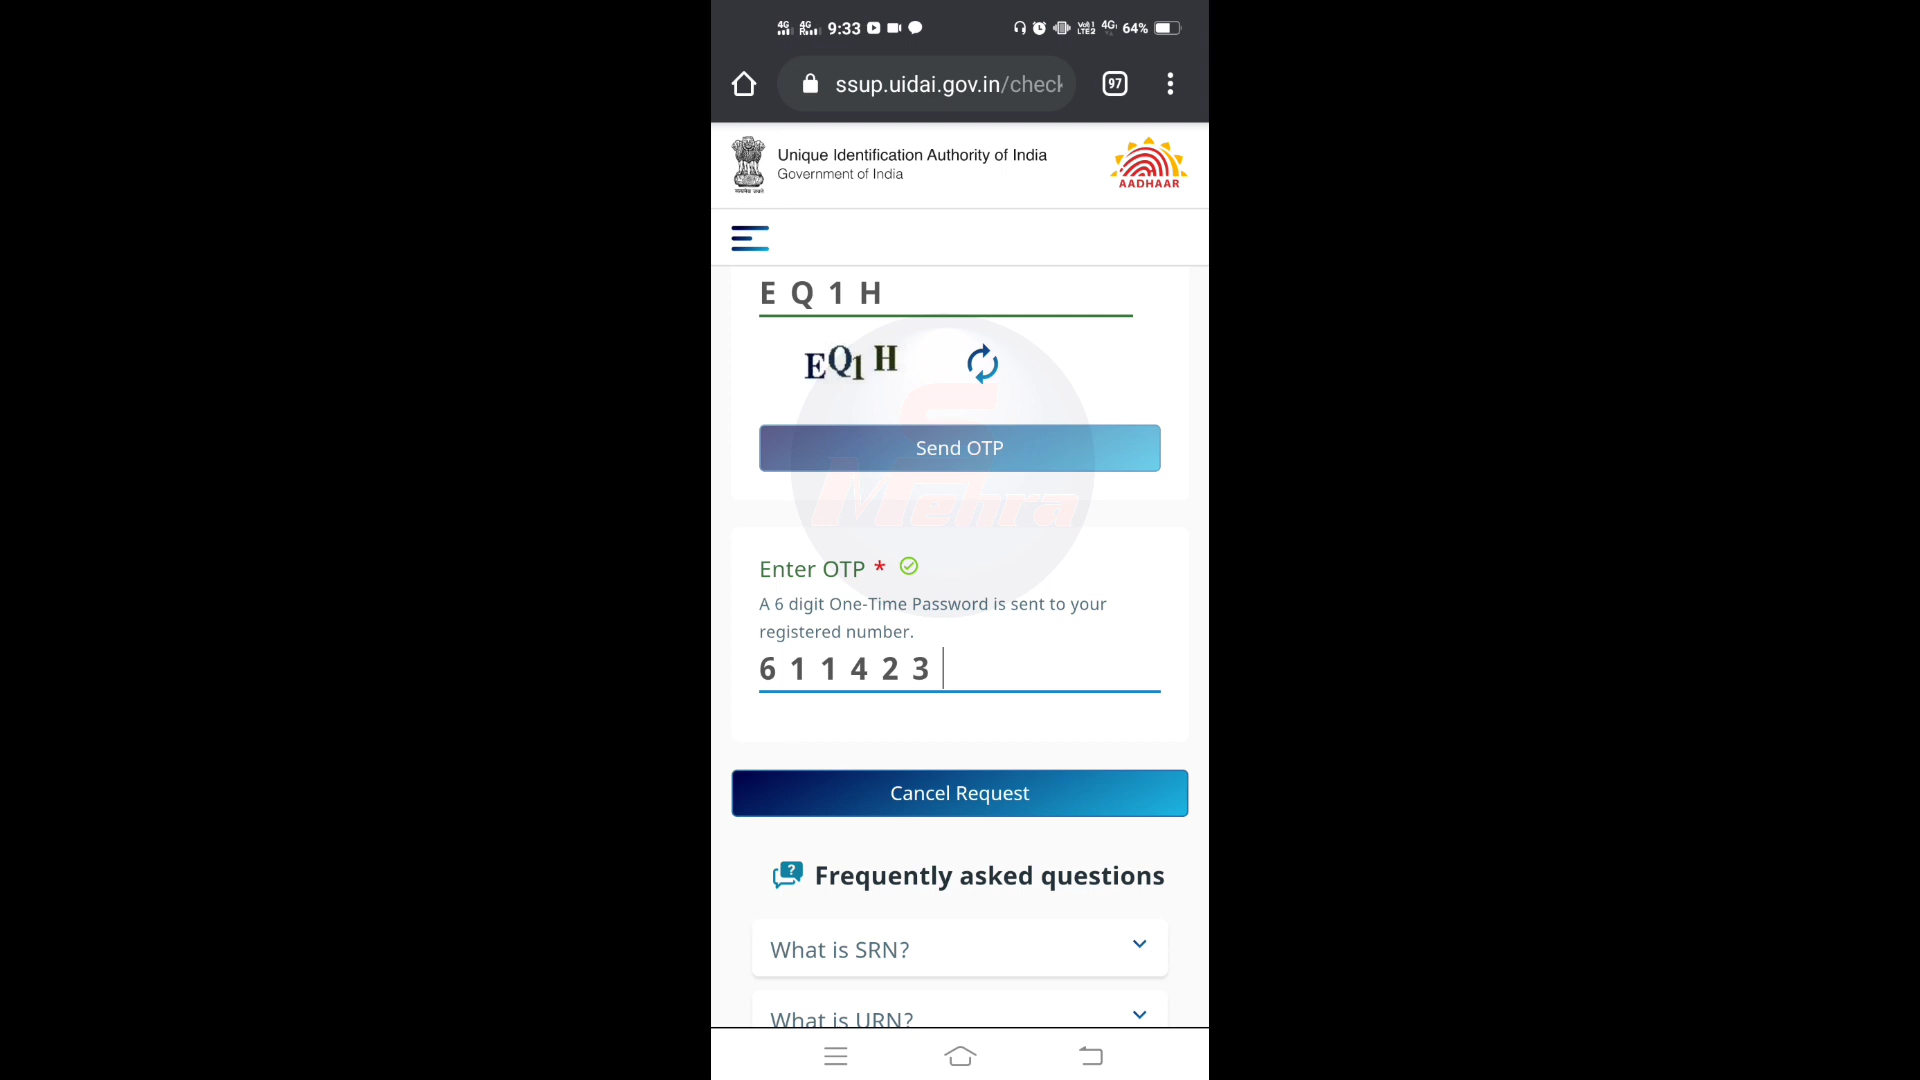 9:33 64%
ssup.uidai.gov.in/check
97
Unique Identification Authority of India
Government of India
AADHAAR
E Q 1 H
EQ1H
Send OTP
Mehra
Enter OTP *
A 6 digit One-Time Password is sent to your
registered number.
6 1 1 4 2 3
Cancel Request
Frequently asked questions
What is SRN?
What is URN?